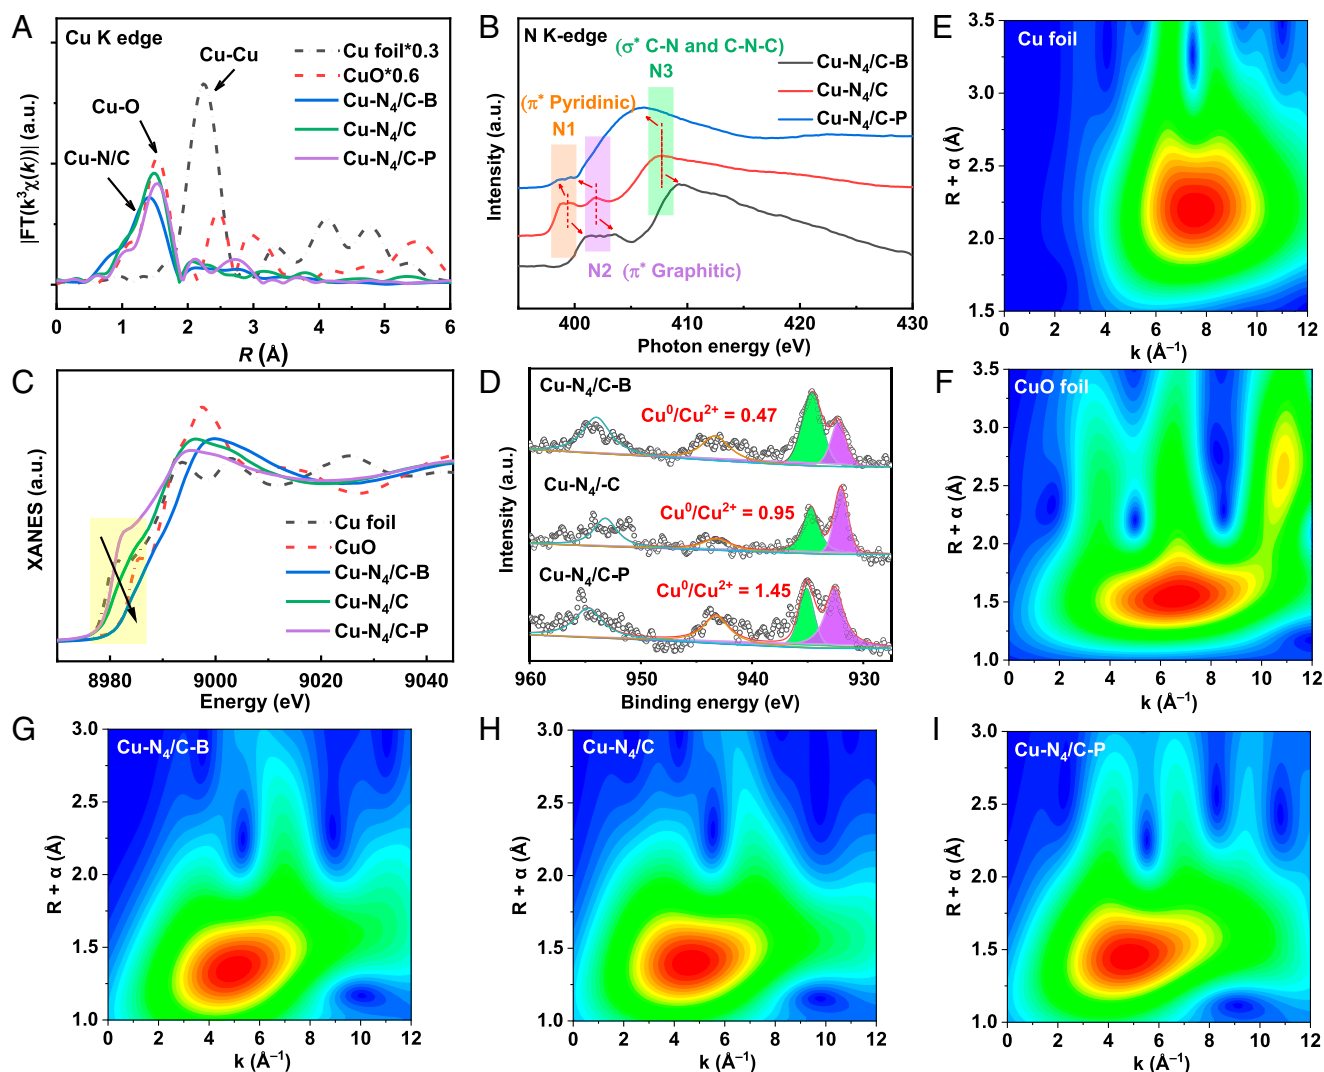 A
Cu K edge
Cu-Cu
Cu-O
Cu-N/C
Cu foil*0.3
CuO*0.6
Cu-N₄/C-B
Cu-N₄/C
Cu-N₄/C-P
|FT(k³χ(k))| (a.u.)
0 1 2 3 4 5 6
R (Å)
B
N K-edge
(σ* C-N and C-N-C)
N3
(π* Pyridinic)
N1
N2 (π* Graphitic)
Cu-N₄/C-B
Cu-N₄/C
Cu-N₄/C-P
Intensity (a.u.)
400 410 420 430
Photon energy (eV)
E
Cu foil
3.5
3.0
2.5
2.0
1.5
R + α (Å)
0 2 4 6 8 10 12
k (Å⁻¹)
C
XANES (a.u.)
Cu foil
CuO
Cu-N₄/C-B
Cu-N₄/C
Cu-N₄/C-P
8980 9000 9020 9040
Energy (eV)
D
Cu-N₄/C-B
Cu⁰/Cu²⁺ = 0.47
Cu-N₄/-C
Cu⁰/Cu²⁺ = 0.95
Cu-N₄/C-P
Cu⁰/Cu²⁺ = 1.45
Intensity (a.u.)
960 950 940 930
Binding energy (eV)
F
CuO foil
3.5
3.0
2.5
2.0
1.5
1.0
R + α (Å)
0 2 4 6 8 10 12
k (Å⁻¹)
G
Cu-N₄/C-B
3.0
2.5
2.0
1.5
1.0
R + α (Å)
0 2 4 6 8 10 12
k (Å⁻¹)
H
Cu-N₄/C
3.0
2.5
2.0
1.5
1.0
R + α (Å)
0 2 4 6 8 10 12
k (Å⁻¹)
I
Cu-N₄/C-P
3.0
2.5
2.0
1.5
1.0
R + α (Å)
0 2 4 6 8 10 12
k (Å⁻¹)